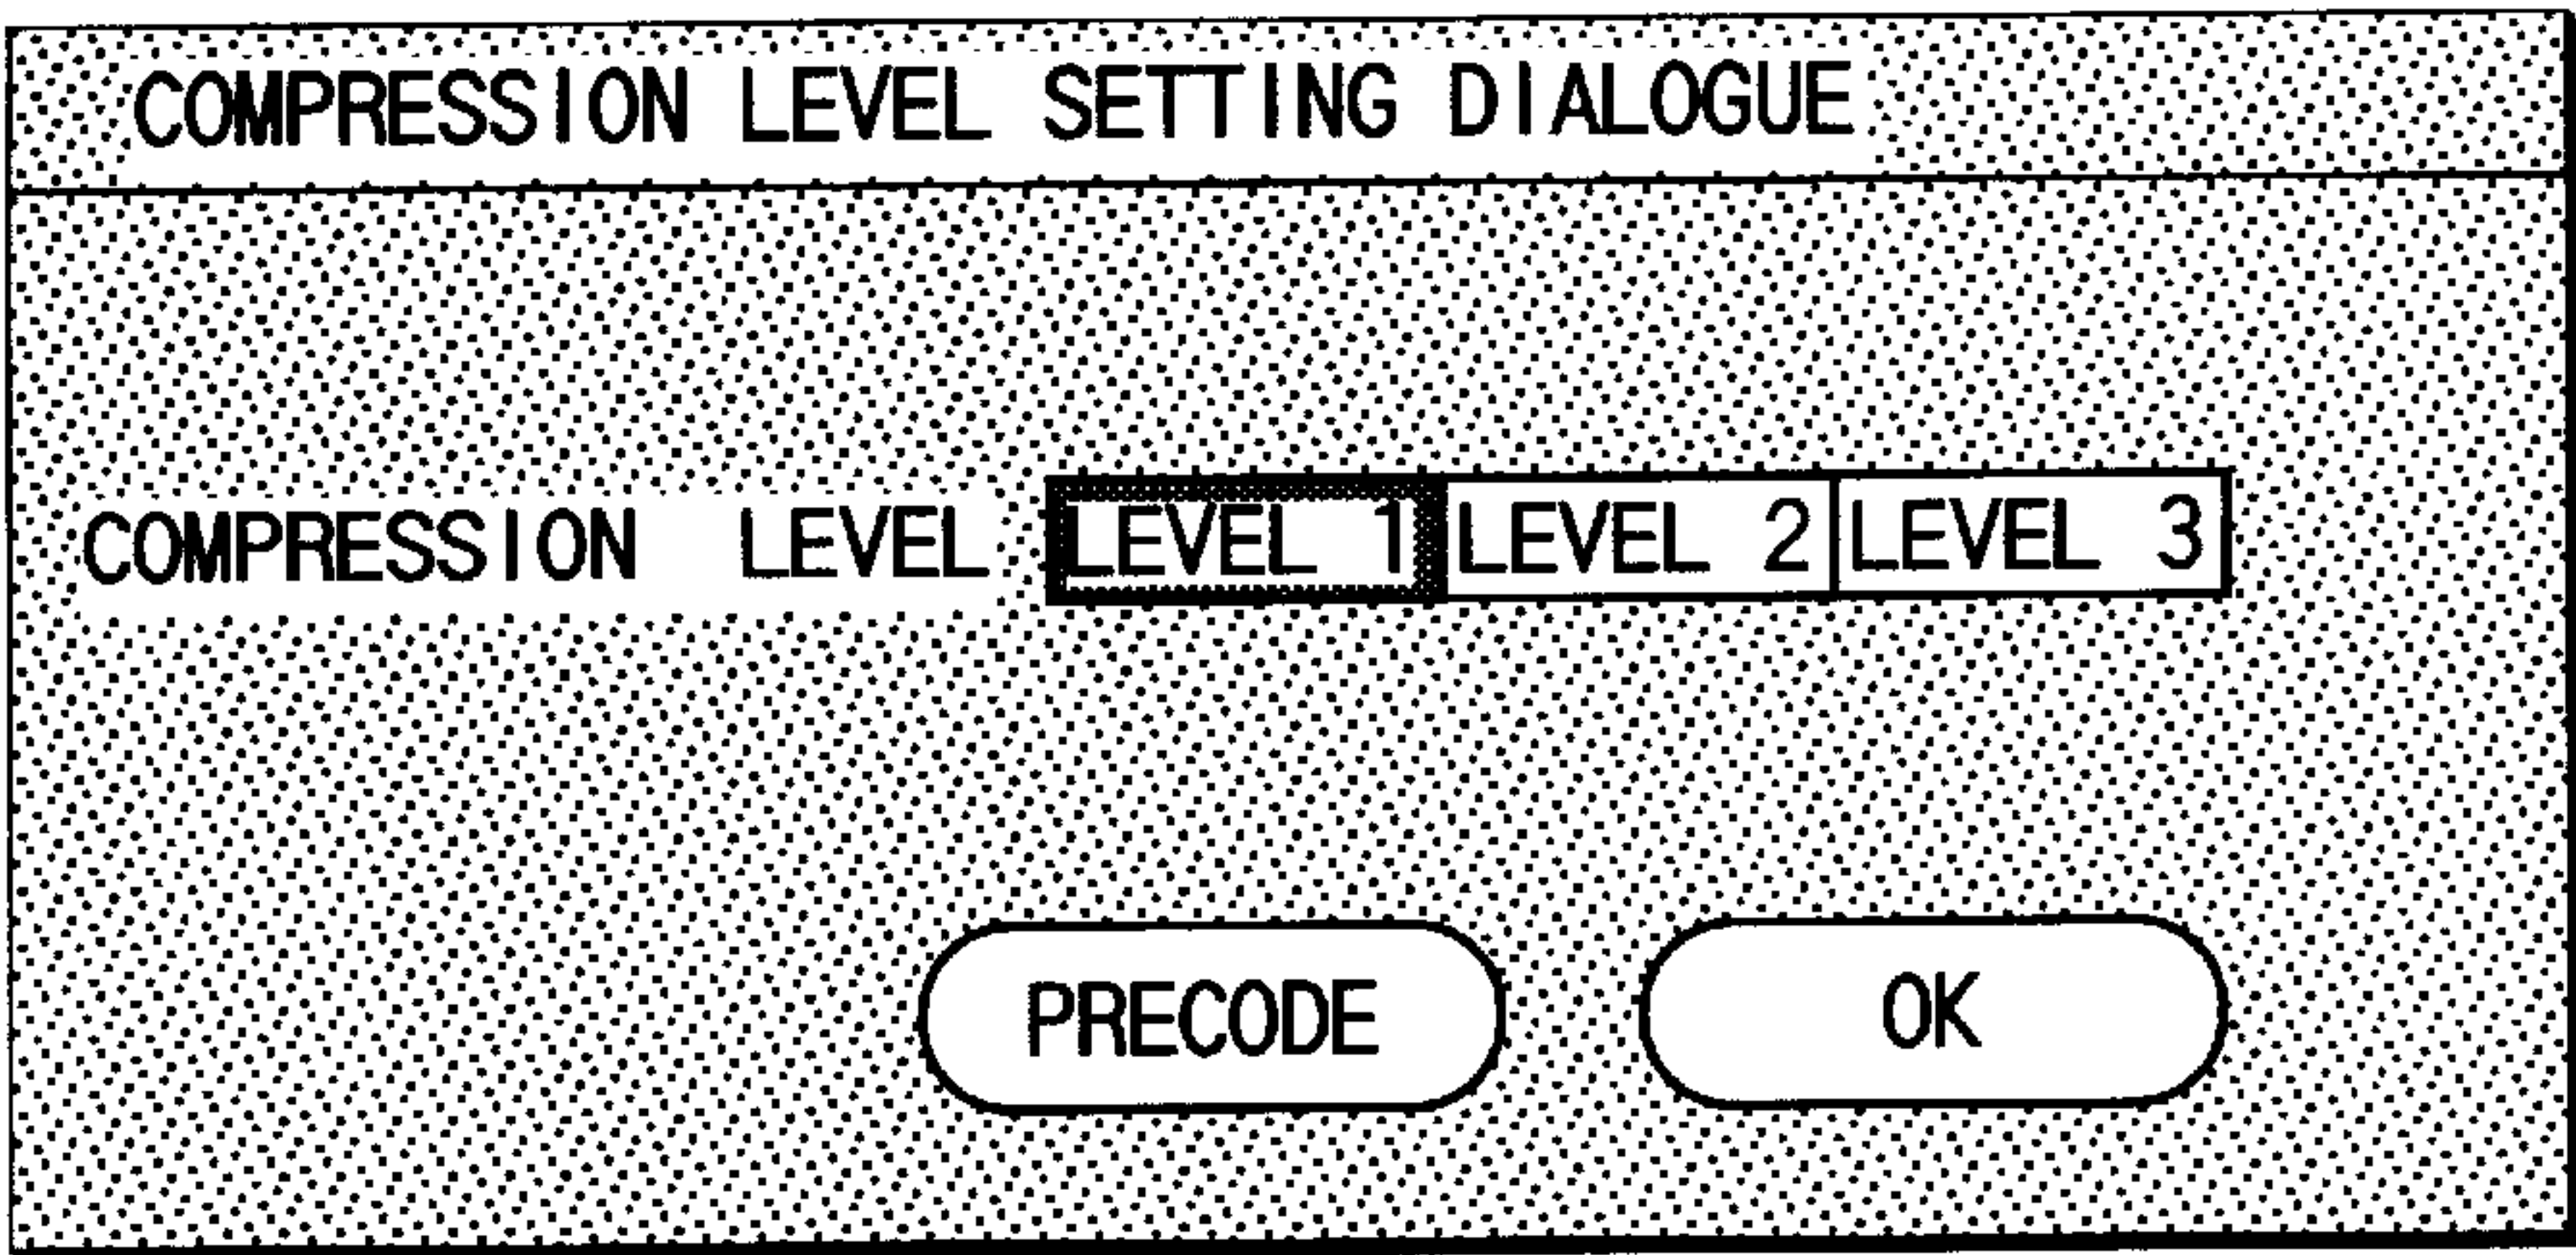 COMPRESSION LEVEL SETTING DIALOGUE
COMPRESSION LEVEL LEVEL 1 LEVEL 2 LEVEL 3
PRECODE OK